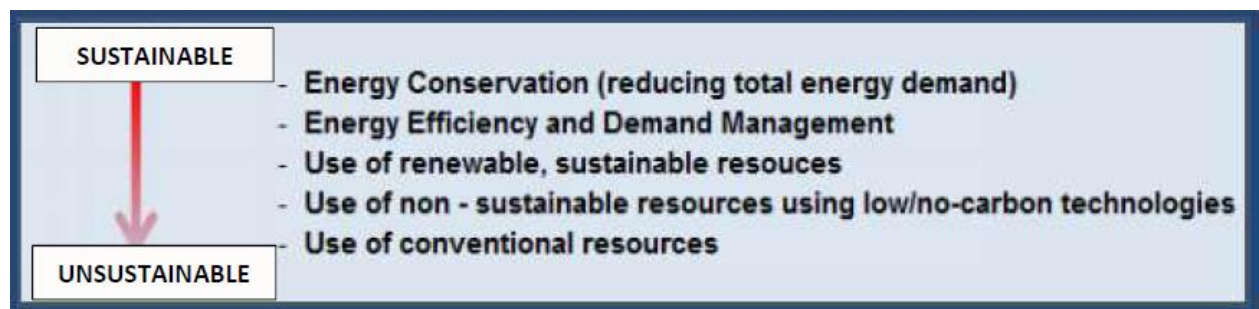 SUSTAINABLE
- Energy Conservation (reducing total energy demand)
- Energy Efficiency and Demand Management
- Use of renewable, sustainable resouces
- Use of non - sustainable resources using low/no-carbon technologies
- Use of conventional resources
UNSUSTAINABLE